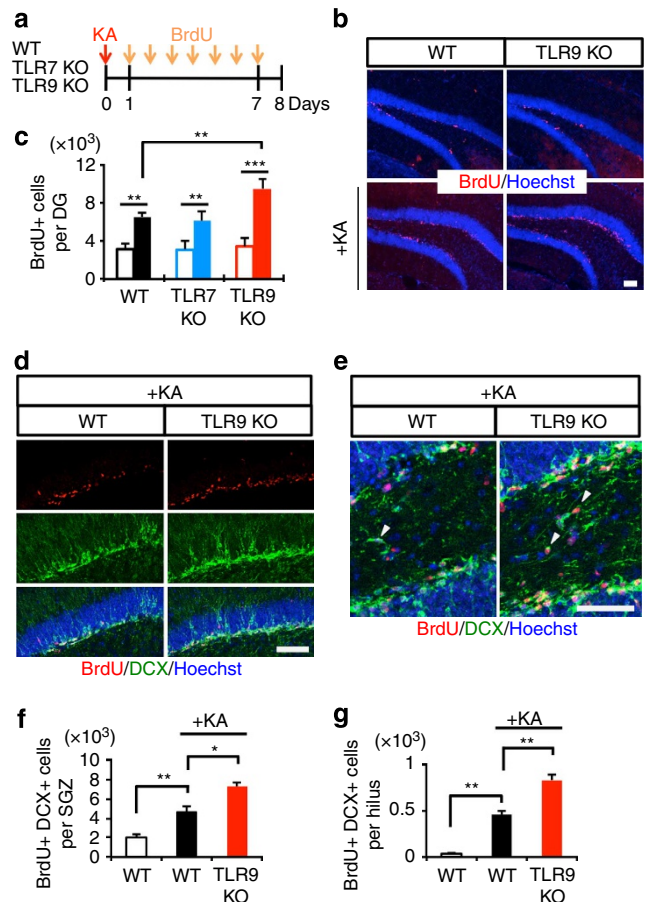 a
KA BrdU
WT
TLR7 KO
TLR9 KO
0 1 7 8 Days
b
WT TLR9 KO
BrdU/Hoechst
+KA
c
(×10³)
**
** ** ***
12
8
4
0
BrdU+ cells
per DG
WT TLR7 KO TLR9 KO
d
+KA
WT TLR9 KO
BrdU/DCX/Hoechst
e
+KA
WT TLR9 KO
BrdU/DCX/Hoechst
f
(×10³)
+KA
**
*
10
8
6
4
2
0
BrdU+ DCX+ cells
per SGZ
WT WT TLR9
KO
g
(×10³)
+KA
**
**
1
0.5
0
BrdU+ DCX+ cells
per hilus
WT WT TLR9
KO